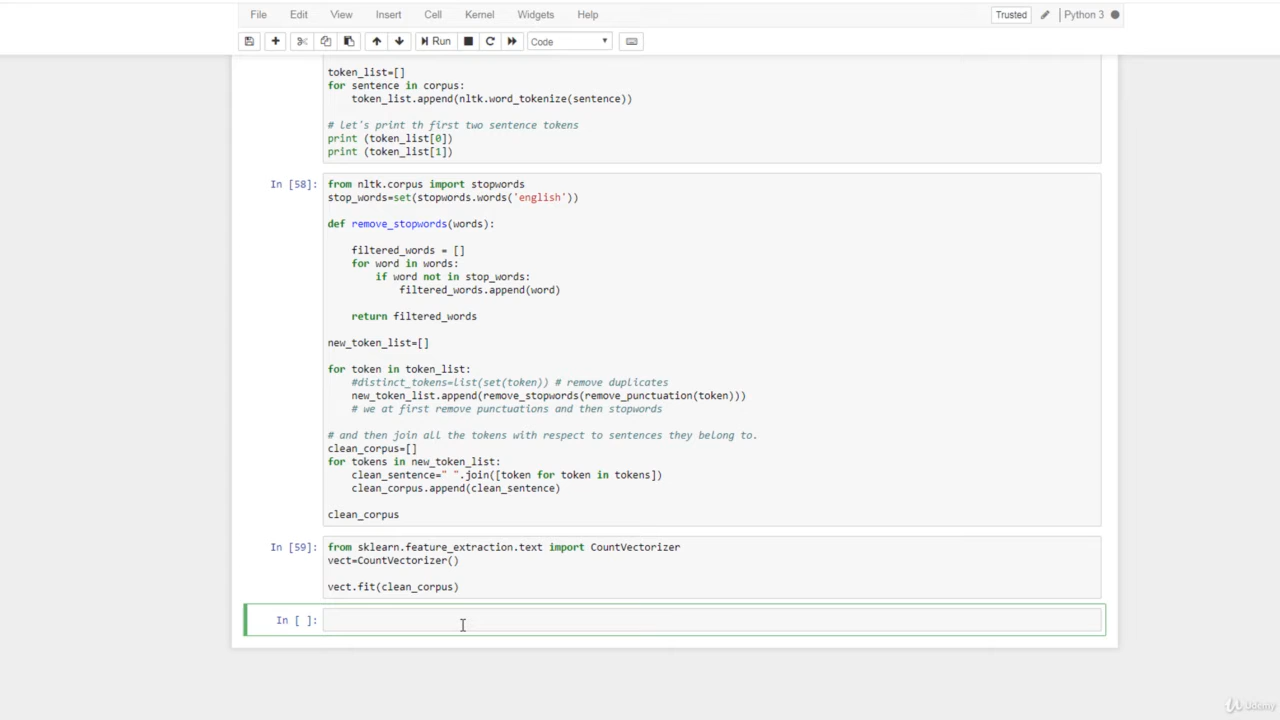 File Edit View Insert Cell Kernel Widgets Help Trusted Python 3
Run Code
token_list=[]
for sentence in corpus:
token_list.append(nltk.word_tokenize(sentence))
# let's print th first two sentence tokens
print (token_list[0])
print (token_list[1])
In [58]: from nltk.corpus import stopwords
stop_words=set(stopwords.words('english'))
def remove_stopwords(words):
filtered_words = []
for word in words:
if word not in stop_words:
filtered_words.append(word)
return filtered_words
new_token_list=[]
for token in token_list:
#distinct_tokens=list(set(token)) # remove duplicates
new_token_list.append(remove_stopwords(remove_punctuation(token)))
# we at first remove punctuations and then stopwords
# and then join all the tokens with respect to sentences they belong to.
clean_corpus=[]
for tokens in new_token_list:
clean_sentence=" ".join([token for token in tokens])
clean_corpus.append(clean_sentence)
clean_corpus
In [59]: from sklearn.feature_extraction.text import CountVectorizer
vect=CountVectorizer()
vect.fit(clean_corpus)
In [ ]:
Udemy